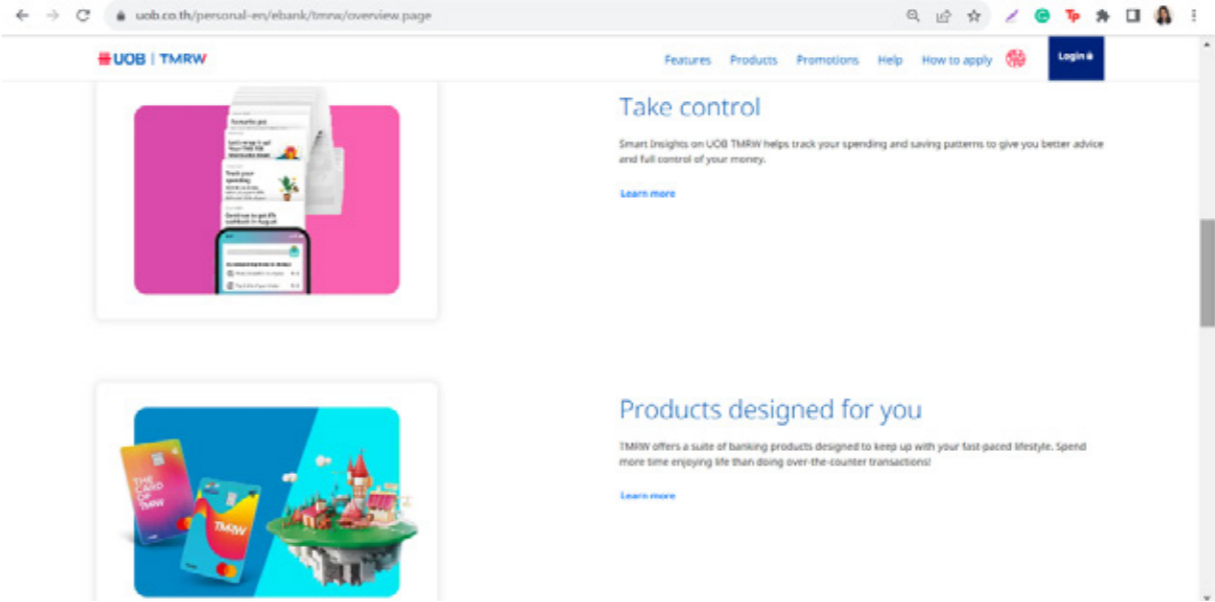 uob.co.th/personal-en/ebank/tmrw/overview.page
UOB | TMRW
Features Products Promotions Help How to apply Login
Take control
Smart Insights on UOB TMRW helps track your spending and saving patterns to give you better advice
and full control of your money.
Learn more
Track your
spending
Products designed for you
TMRW offers a suite of banking products designed to keep up with your fast-paced lifestyle. Spend
more time enjoying life than doing over-the-counter transactions!
Learn more
THE
CARD
OF
TMRW
TMRW